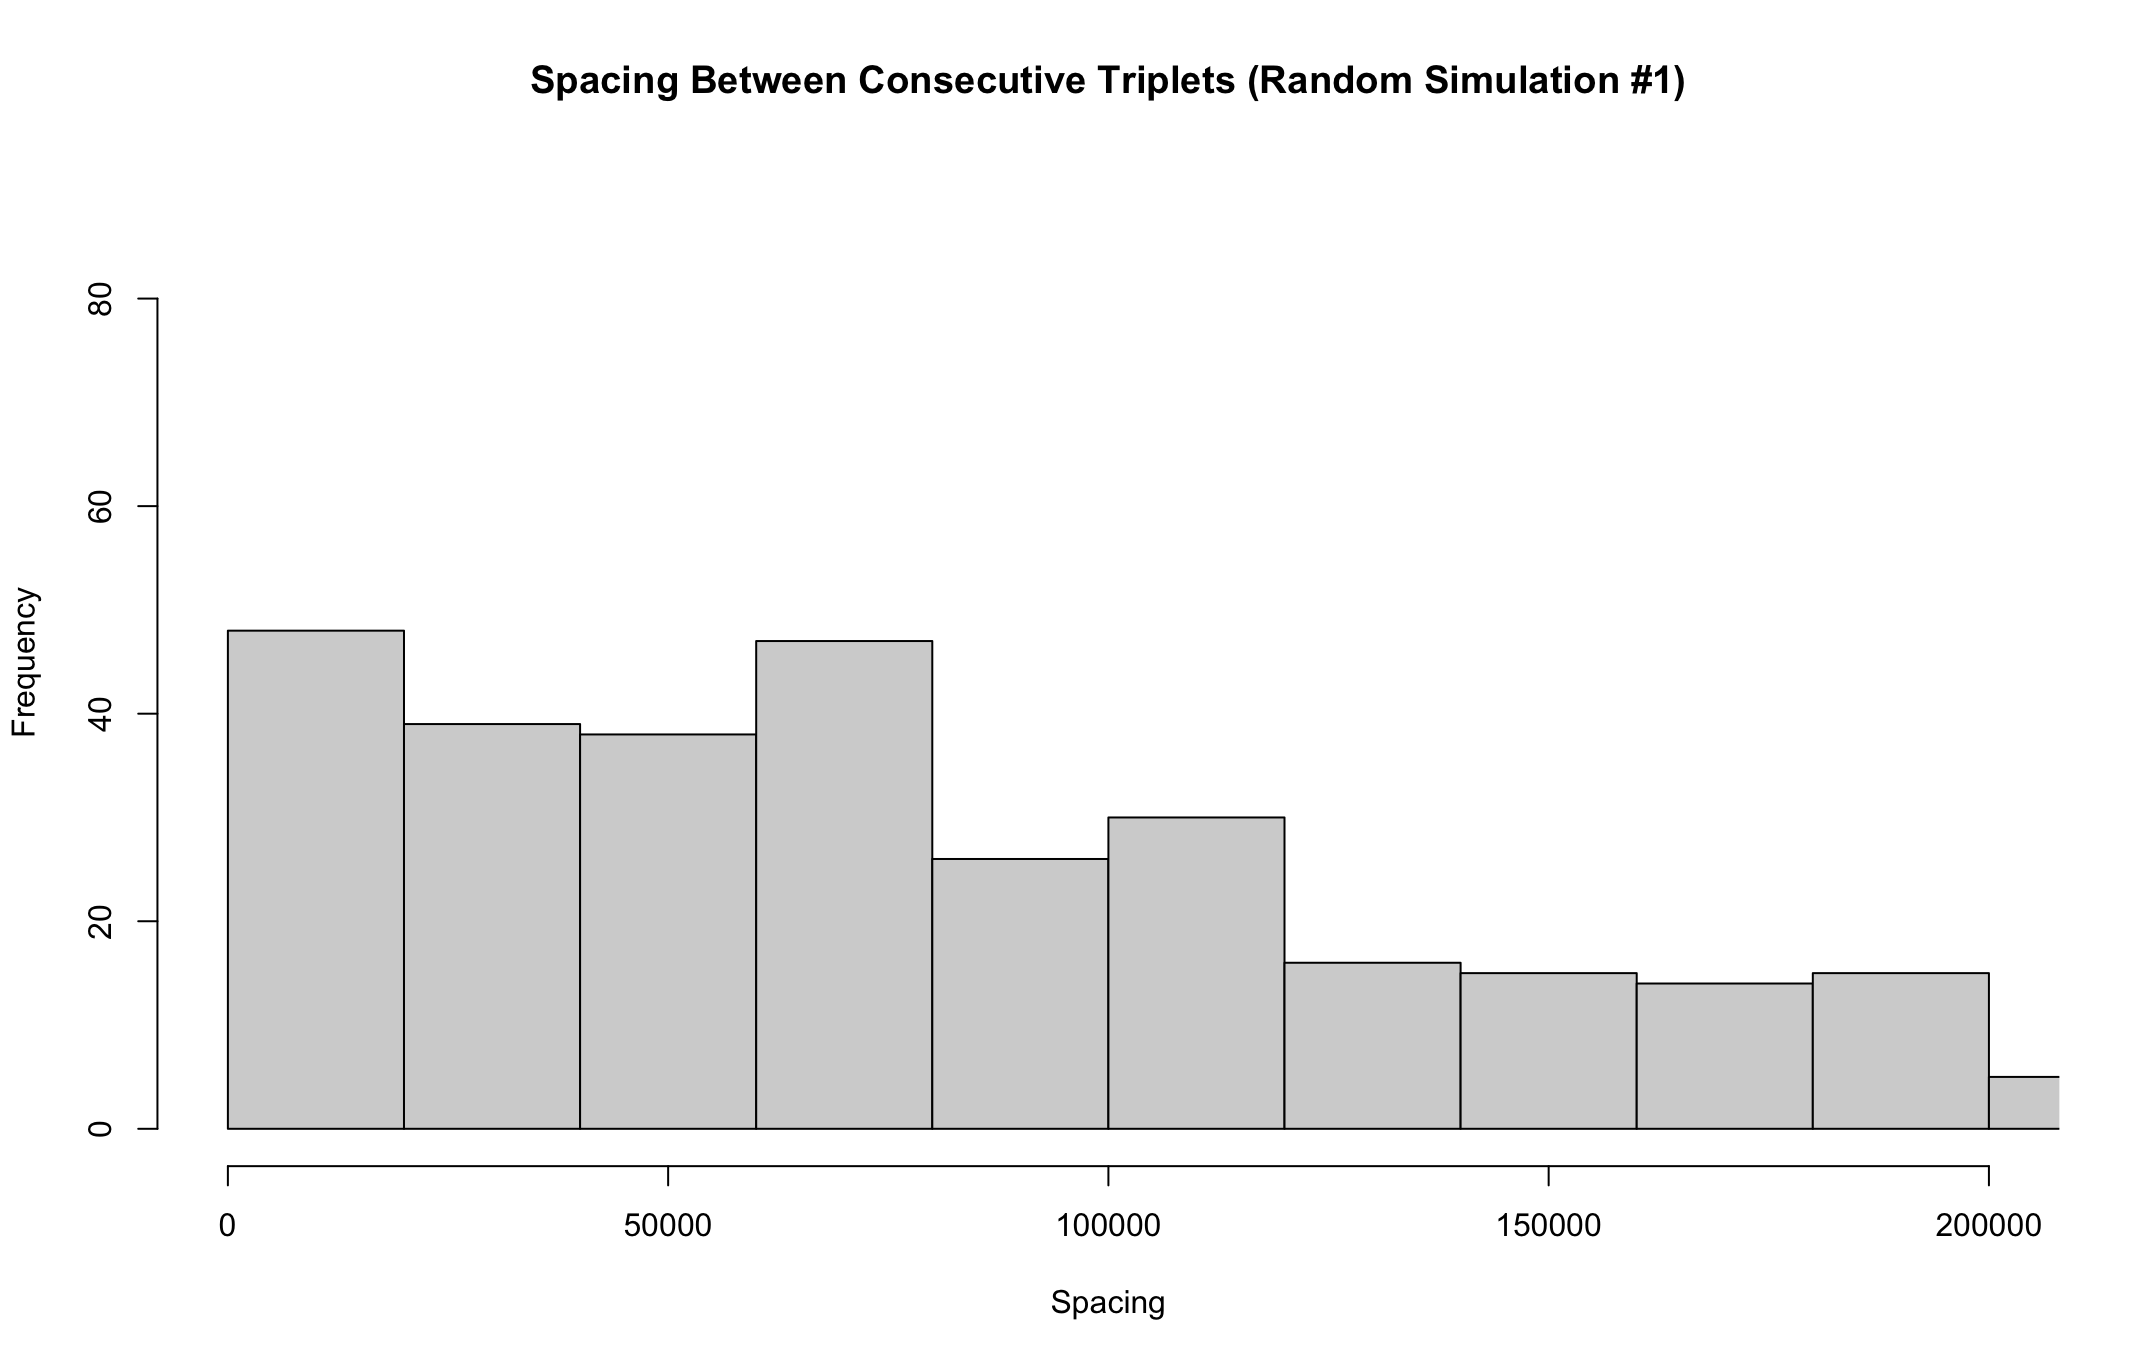 Spacing Between Consecutive Triplets (Random Simulation #1)
Frequency
80
60
40
20
0
0 50000 100000 150000 200000
Spacing